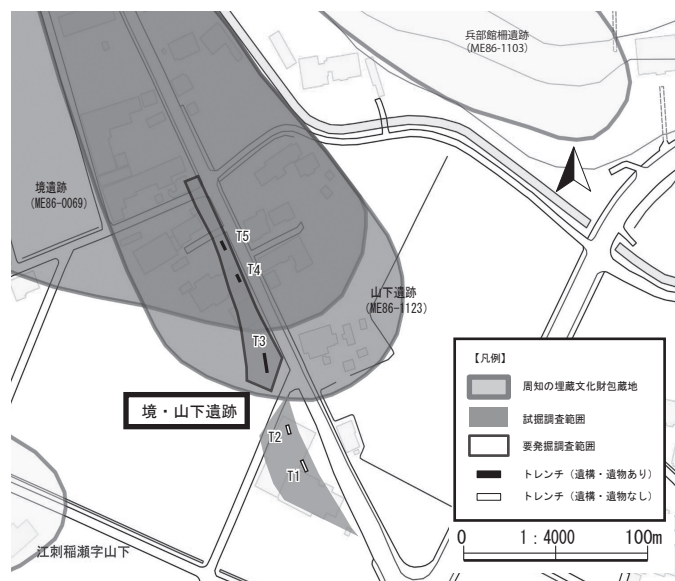 兵部館柵遺跡
(ME86-1103)
境遺跡
(ME86-0069)
T5
T4
山下遺跡
(ME86-1123)
T3
境・山下遺跡
T2
T1
江刺稲瀬字山下
【凡例】
周知の埋蔵文化財包蔵地
試掘調査範囲
要発掘調査範囲
トレンチ（遺構・遺物あり）
トレンチ（遺構・遺物なし）
0 1：4000 100m